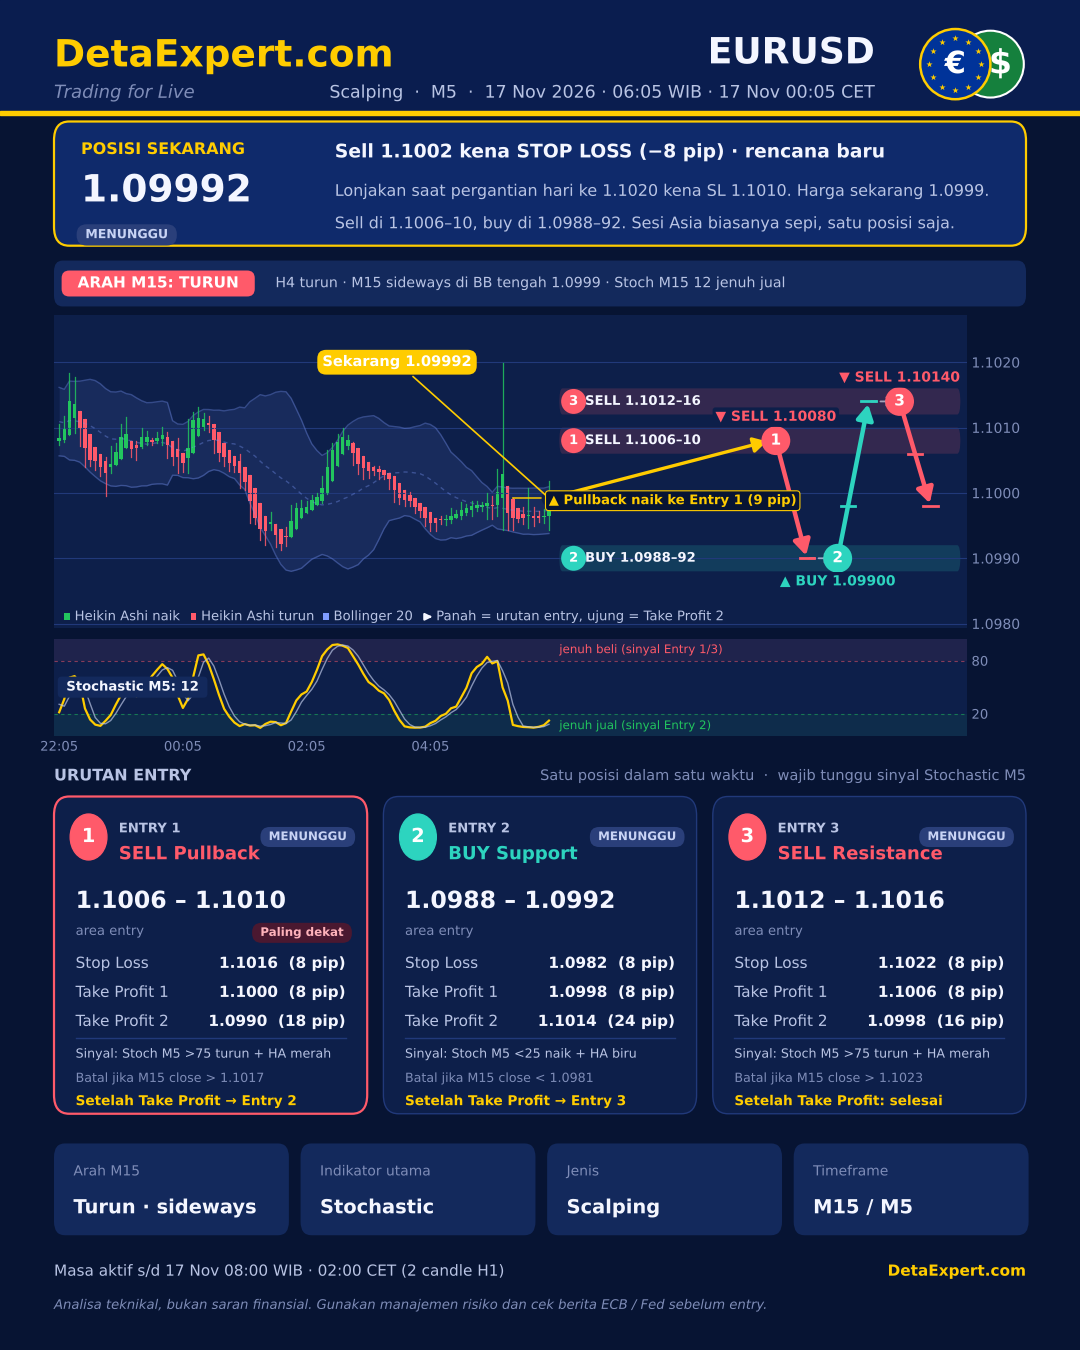 DetaExpert.com
EURUSD
€ $
Trading for Live
Scalping · M5 · 17 Nov 2026 · 06:05 WIB · 17 Nov 00:05 CET
POSISI SEKARANG
1.09992
MENUNGGU
Sell 1.1002 kena STOP LOSS (−8 pip) · rencana baru
Lonjakan saat pergantian hari ke 1.1020 kena SL 1.1010. Harga sekarang 1.0999.
Sell di 1.1006–10, buy di 1.0988–92. Sesi Asia biasanya sepi, satu posisi saja.
ARAH M15: TURUN
H4 turun · M15 sideways di BB tengah 1.0999 · Stoch M15 12 jenuh jual
Sekarang 1.09992
1.1020
▼ SELL 1.10140
3 SELL 1.1012–16
3
▼ SELL 1.10080
1.1010
1 SELL 1.1006–10
1
▲ Pullback naik ke Entry 1 (9 pip)
1.1000
2 BUY 1.0988–92
2
1.0990
▲ BUY 1.09900
Heikin Ashi naik
Heikin Ashi turun
Bollinger 20
Panah = urutan entry, ujung = Take Profit 2
1.0980
jenuh beli (sinyal Entry 1/3)
80
Stochastic M5: 12
20
jenuh jual (sinyal Entry 2)
22:05 00:05 02:05 04:05
URUTAN ENTRY
Satu posisi dalam satu waktu · wajib tunggu sinyal Stochastic M5
1
ENTRY 1
MENUNGGU
SELL Pullback
1.1006 – 1.1010
area entry
Paling dekat
Stop Loss 1.1016 (8 pip)
Take Profit 1 1.1000 (8 pip)
Take Profit 2 1.0990 (18 pip)
Sinyal: Stoch M5 >75 turun + HA merah
Batal jika M15 close > 1.1017
Setelah Take Profit → Entry 2
2
ENTRY 2
MENUNGGU
BUY Support
1.0988 – 1.0992
area entry
Stop Loss 1.0982 (8 pip)
Take Profit 1 1.0998 (8 pip)
Take Profit 2 1.1014 (24 pip)
Sinyal: Stoch M5 <25 naik + HA biru
Batal jika M15 close < 1.0981
Setelah Take Profit → Entry 3
3
ENTRY 3
MENUNGGU
SELL Resistance
1.1012 – 1.1016
area entry
Stop Loss 1.1022 (8 pip)
Take Profit 1 1.1006 (8 pip)
Take Profit 2 1.0998 (16 pip)
Sinyal: Stoch M5 >75 turun + HA merah
Batal jika M15 close > 1.1023
Setelah Take Profit: selesai
Arah M15
Turun · sideways
Indikator utama
Stochastic
Jenis
Scalping
Timeframe
M15 / M5
Masa aktif s/d 17 Nov 08:00 WIB · 02:00 CET (2 candle H1)
DetaExpert.com
Analisa teknikal, bukan saran finansial. Gunakan manajemen risiko dan cek berita ECB / Fed sebelum entry.